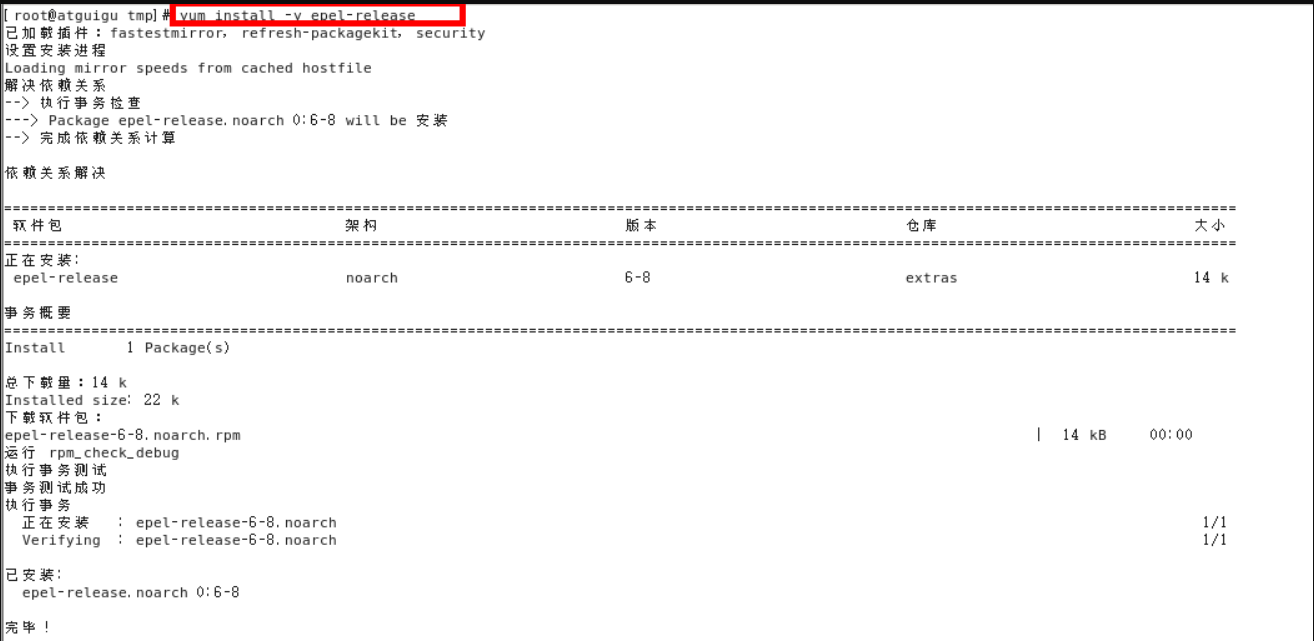 [root@atguigu tmp]# yum install -y epel-release
已加载插件：fastestmirror, refresh-packagekit, security
设置安装进程
Loading mirror speeds from cached hostfile
解决依赖关系
--> 执行事务检查
---> Package epel-release.noarch 0:6-8 will be 安装
--> 完成依赖关系计算
依赖关系解决
================================================================================
软件包 架构 版本 仓库 大小
================================================================================
正在安装:
epel-release noarch 6-8 extras 14 k
事务概要
================================================================================
Install 1 Package(s)
总下载量：14 k
Installed size: 22 k
下载软件包：
epel-release-6-8.noarch.rpm | 14 kB 00:00
运行 rpm_check_debug
执行事务测试
事务测试成功
执行事务
正在安装 : epel-release-6-8.noarch 1/1
Verifying : epel-release-6-8.noarch 1/1
已安装:
epel-release.noarch 0:6-8
完毕！